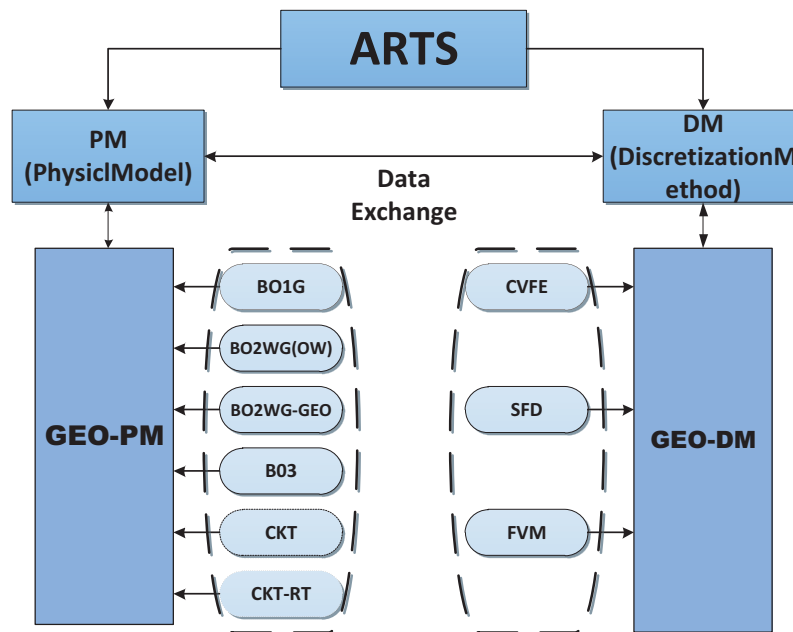 ARTS
PM
(PhysiclModel)
DM
(DiscretizationM
ethod)
Data
Exchange
GEO-PM
BO1G
BO2WG(OW)
BO2WG-GEO
B03
CKT
CKT-RT
CVFE
SFD
FVM
GEO-DM